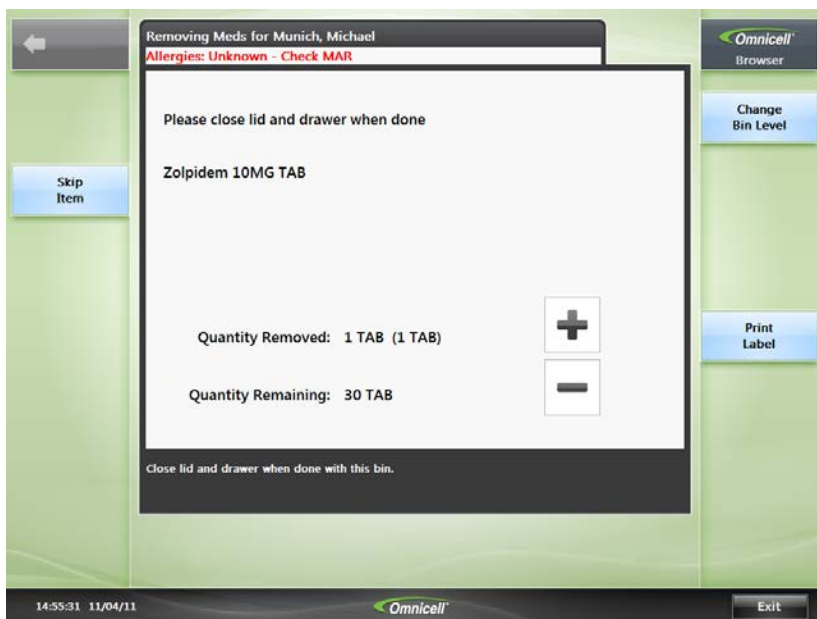 Removing Meds for Munich, Michael
Allergies: Unknown - Check MAR
Omnicell
Browser
Please close lid and drawer when done
Change
Bin Level
Zolpidem 10MG TAB
Skip
Item
Quantity Removed: 1 TAB (1 TAB)
Print
Label
Quantity Remaining: 30 TAB
Close lid and drawer when done with this bin.
14:55:31 11/04/11
Omnicell
Exit